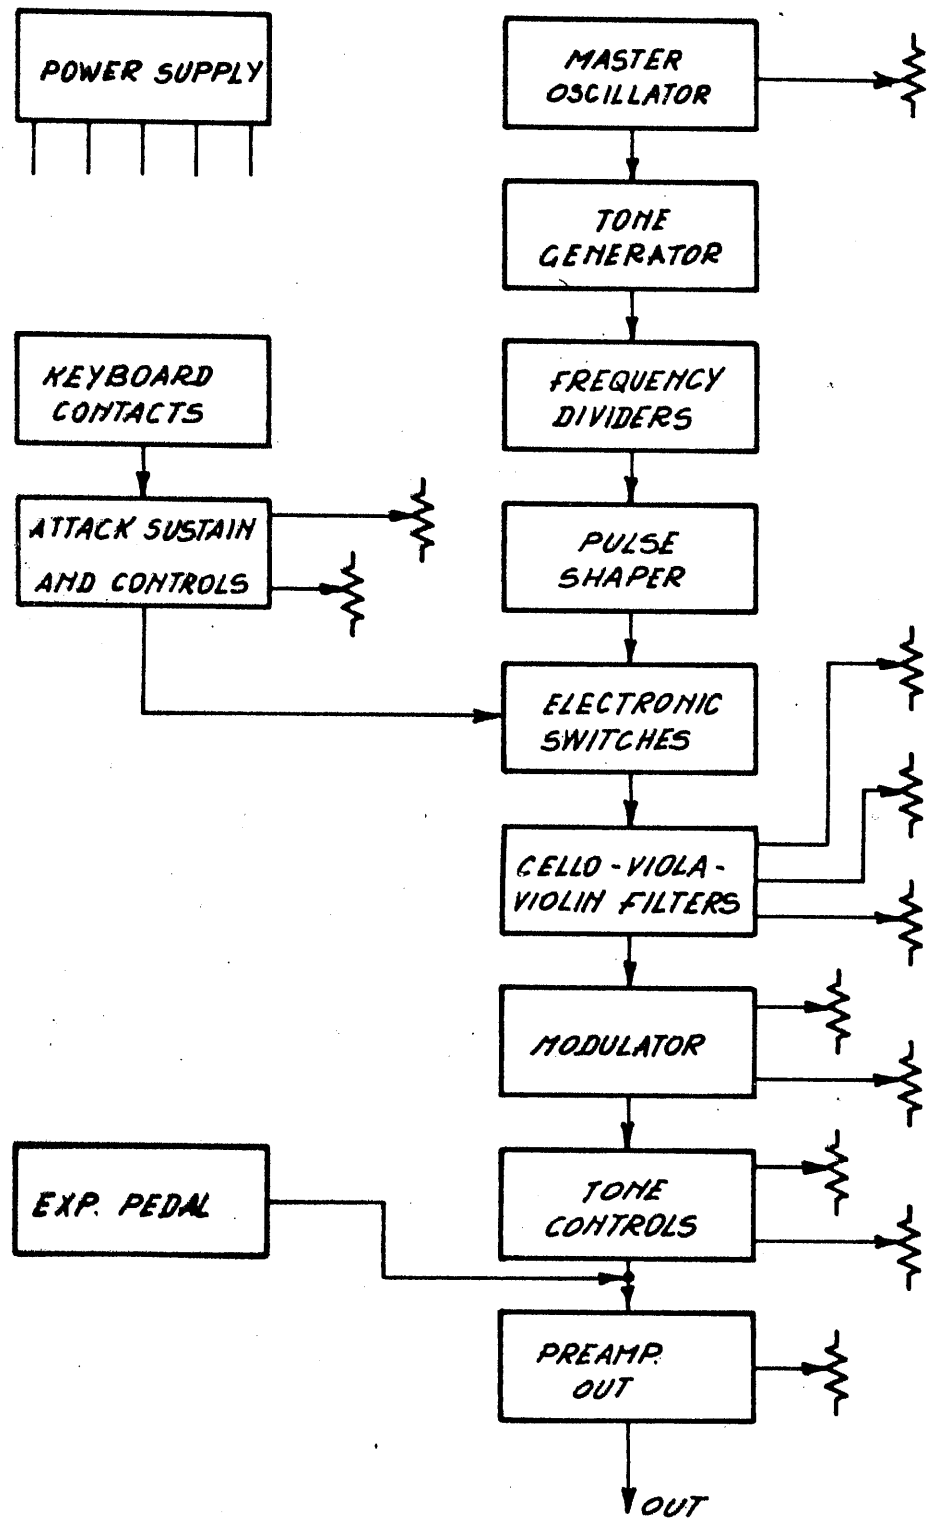 POWER SUPPLY
MASTER
OSCILLATOR
TONE
GENERATOR
KEYBOARD
CONTACTS
FREQUENCY
DIVIDERS
ATTACK SUSTAIN
AND CONTROLS
PULSE
SHAPER
ELECTRONIC
SWITCHES
CELLO - VIOLA -
VIOLIN FILTERS
MODULATOR
EXP. PEDAL
TONE
CONTROLS
PREAMP.
OUT
OUT